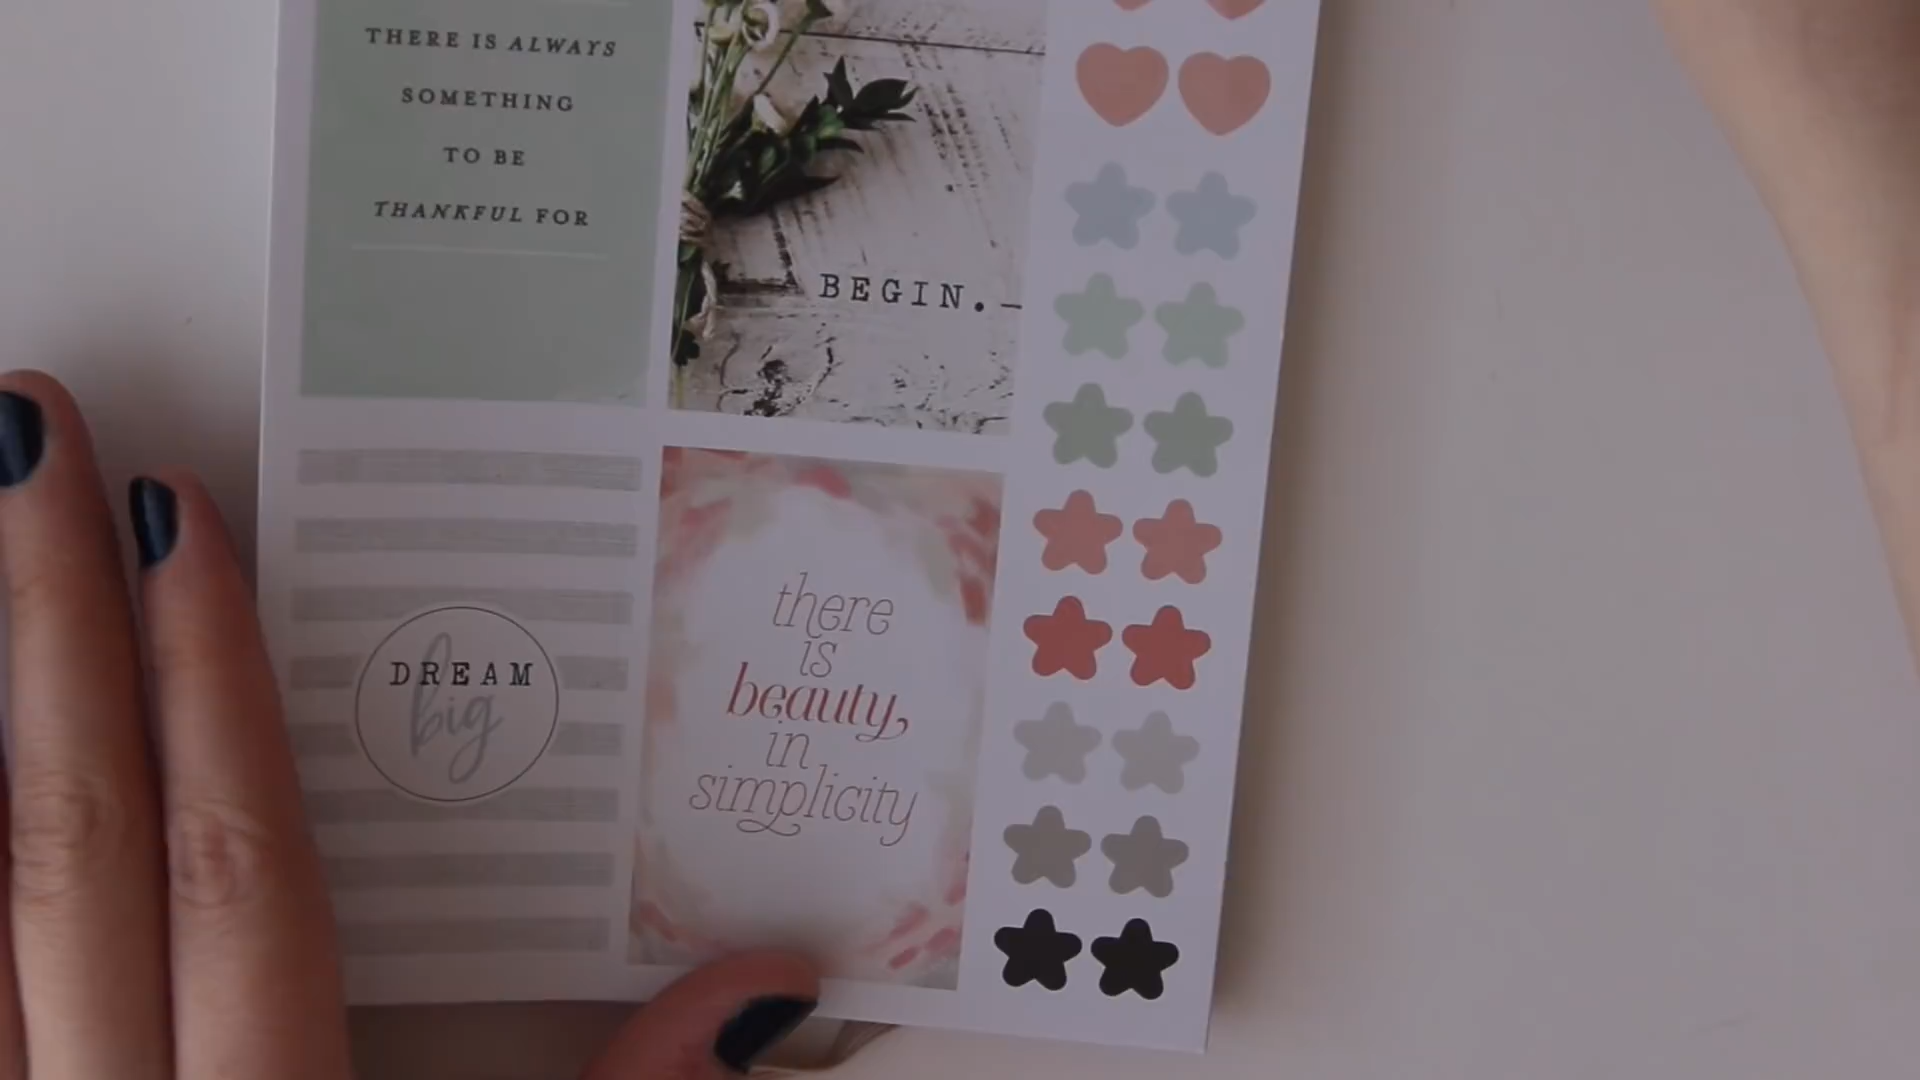 THERE IS ALWAYS
SOMETHING
TO BE
THANKFUL FOR
BEGIN.—
DREAM
big
there
is
beauty
in
simplicity